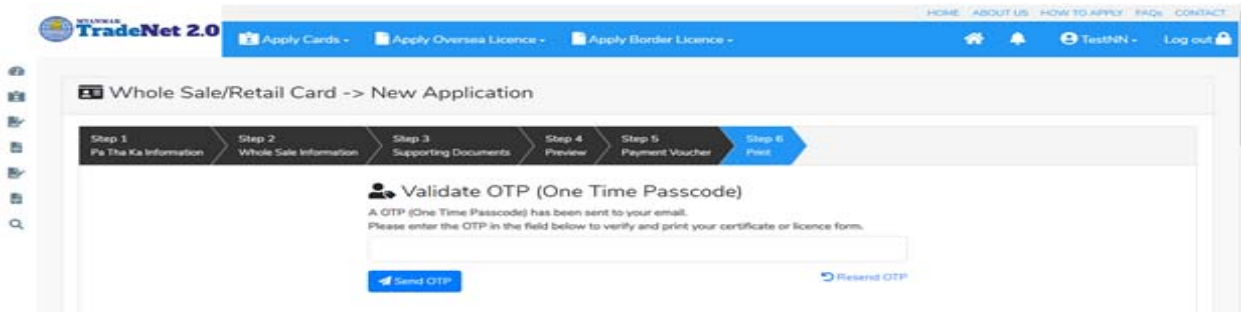 HOME ABOUT US HOW TO APPLY FAQs CONTACT
MYANMAR
TradeNet 2.0
Apply Cards Apply Oversea Licence Apply Border Licence TestNN Log out
Whole Sale/Retail Card -> New Application
Step 1 Step 2 Step 3 Step 4 Step 5 Step 6
Pa Tha Ka Information Whole Sale Information Supporting Documents Preview Payment Voucher Print
Validate OTP (One Time Passcode)
A OTP (One Time Passcode) has been sent to your email.
Please enter the OTP in the field below to verify and print your certificate or licence form.
Send OTP Resend OTP